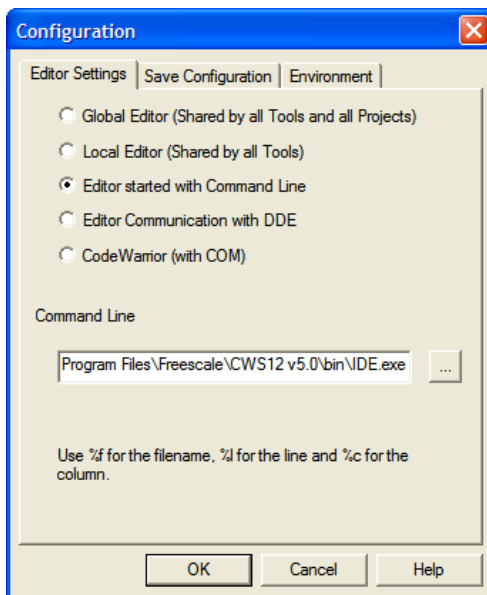 Configuration
Editor Settings
Save Configuration
Environment
Global Editor (Shared by all Tools and all Projects)
Local Editor (Shared by all Tools)
Editor started with Command Line
Editor Communication with DDE
CodeWarrior (with COM)
Command Line
Program Files\Freescale\CWS12 v5.0\bin\IDE.exe
...
Use %f for the filename, %l for the line and %c for the
column.
OK
Cancel
Help